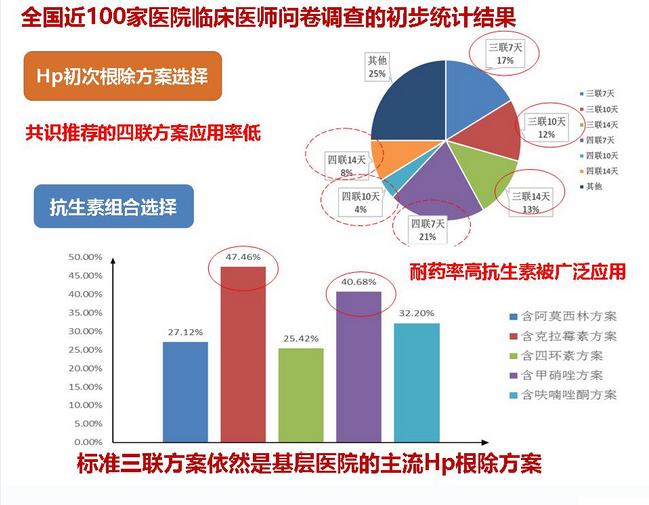 全国近100家医院临床医师问卷调查的初步统计结果
Hp初次根除方案选择
共识推荐的四联方案应用率低
三联7天
17%
三联10天
12%
三联14天
13%
四联7天
21%
四联10天
4%
四联14天
8%
其他
25%
三联7天
三联10天
三联14天
四联7天
四联10天
四联14天
其他
抗生素组合选择
耐药率高抗生素被广泛应用
50.00%
45.00%
40.00%
35.00%
30.00%
25.00%
20.00%
15.00%
10.00%
5.00%
0.00%
27.12%
47.46%
25.42%
40.68%
32.20%
含阿莫西林方案
含克拉霉素方案
含四环素方案
含甲硝唑方案
含呋喃唑酮方案
标准三联方案依然是基层医院的主流Hp根除方案